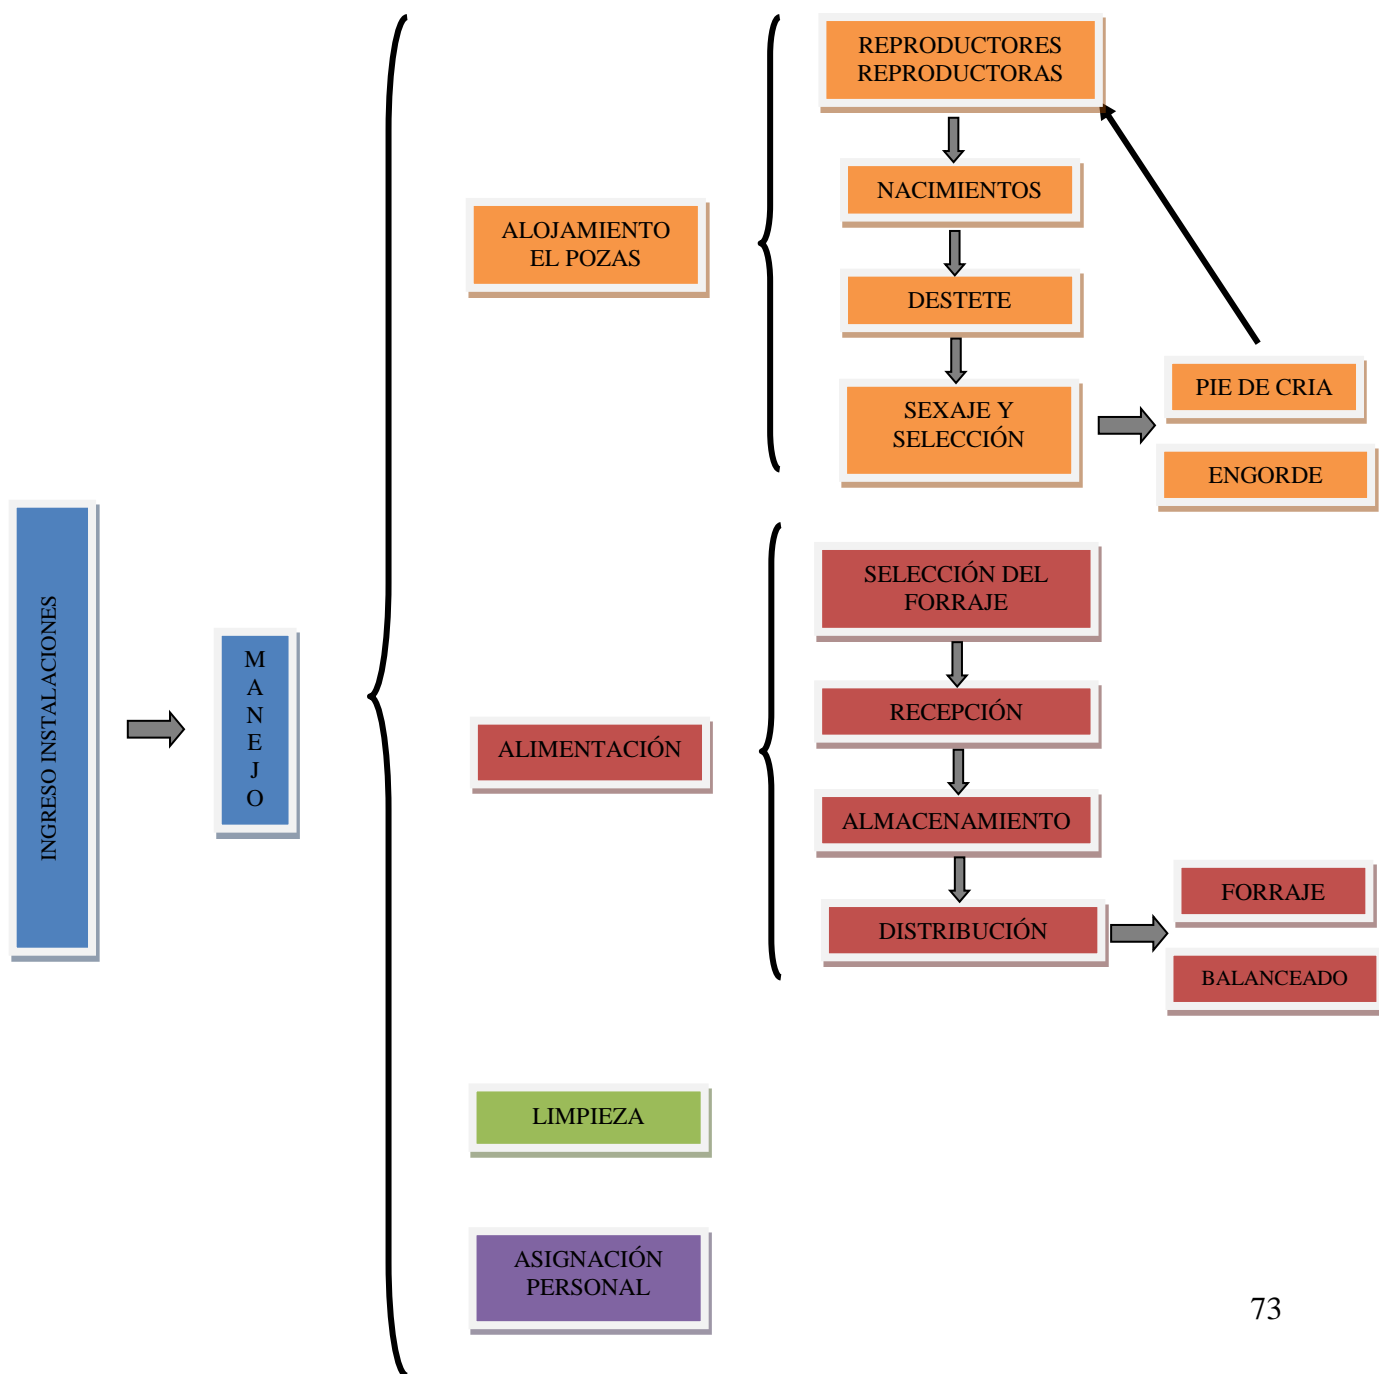 INGRESO INSTALACIONES
M
A
N
E
J
O
ALOJAMIENTO
EL POZAS
REPRODUCTORES
REPRODUCTORAS
NACIMIENTOS
DESTETE
SEXAJE Y
SELECCIÓN
PIE DE CRIA
ENGORDE
ALIMENTACIÓN
SELECCIÓN DEL
FORRAJE
RECEPCIÓN
ALMACENAMIENTO
DISTRIBUCIÓN
FORRAJE
BALANCEADO
LIMPIEZA
ASIGNACIÓN
PERSONAL
73